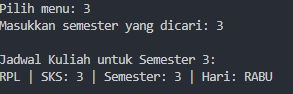 Pilih menu: 3
Masukkan semester yang dicari: 3
Jadwal Kuliah untuk Semester 3:
RPL | SKS: 3 | Semester: 3 | Hari: RABU